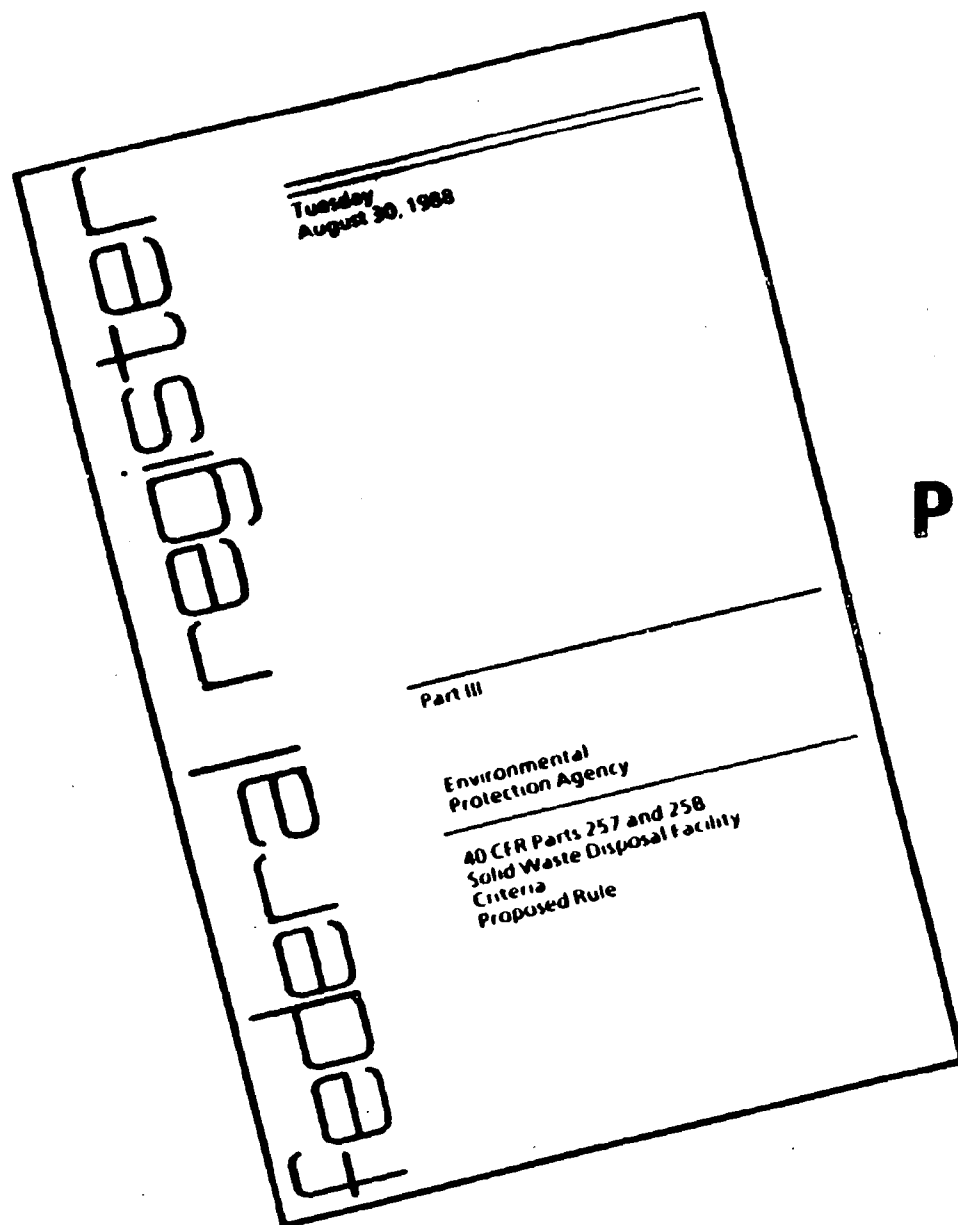 federal register
Tuesday
August 30, 1988
Part III
Environmental
Protection Agency
40 CFR Parts 257 and 258
Solid Waste Disposal Facility
Criteria
Proposed Rule
P